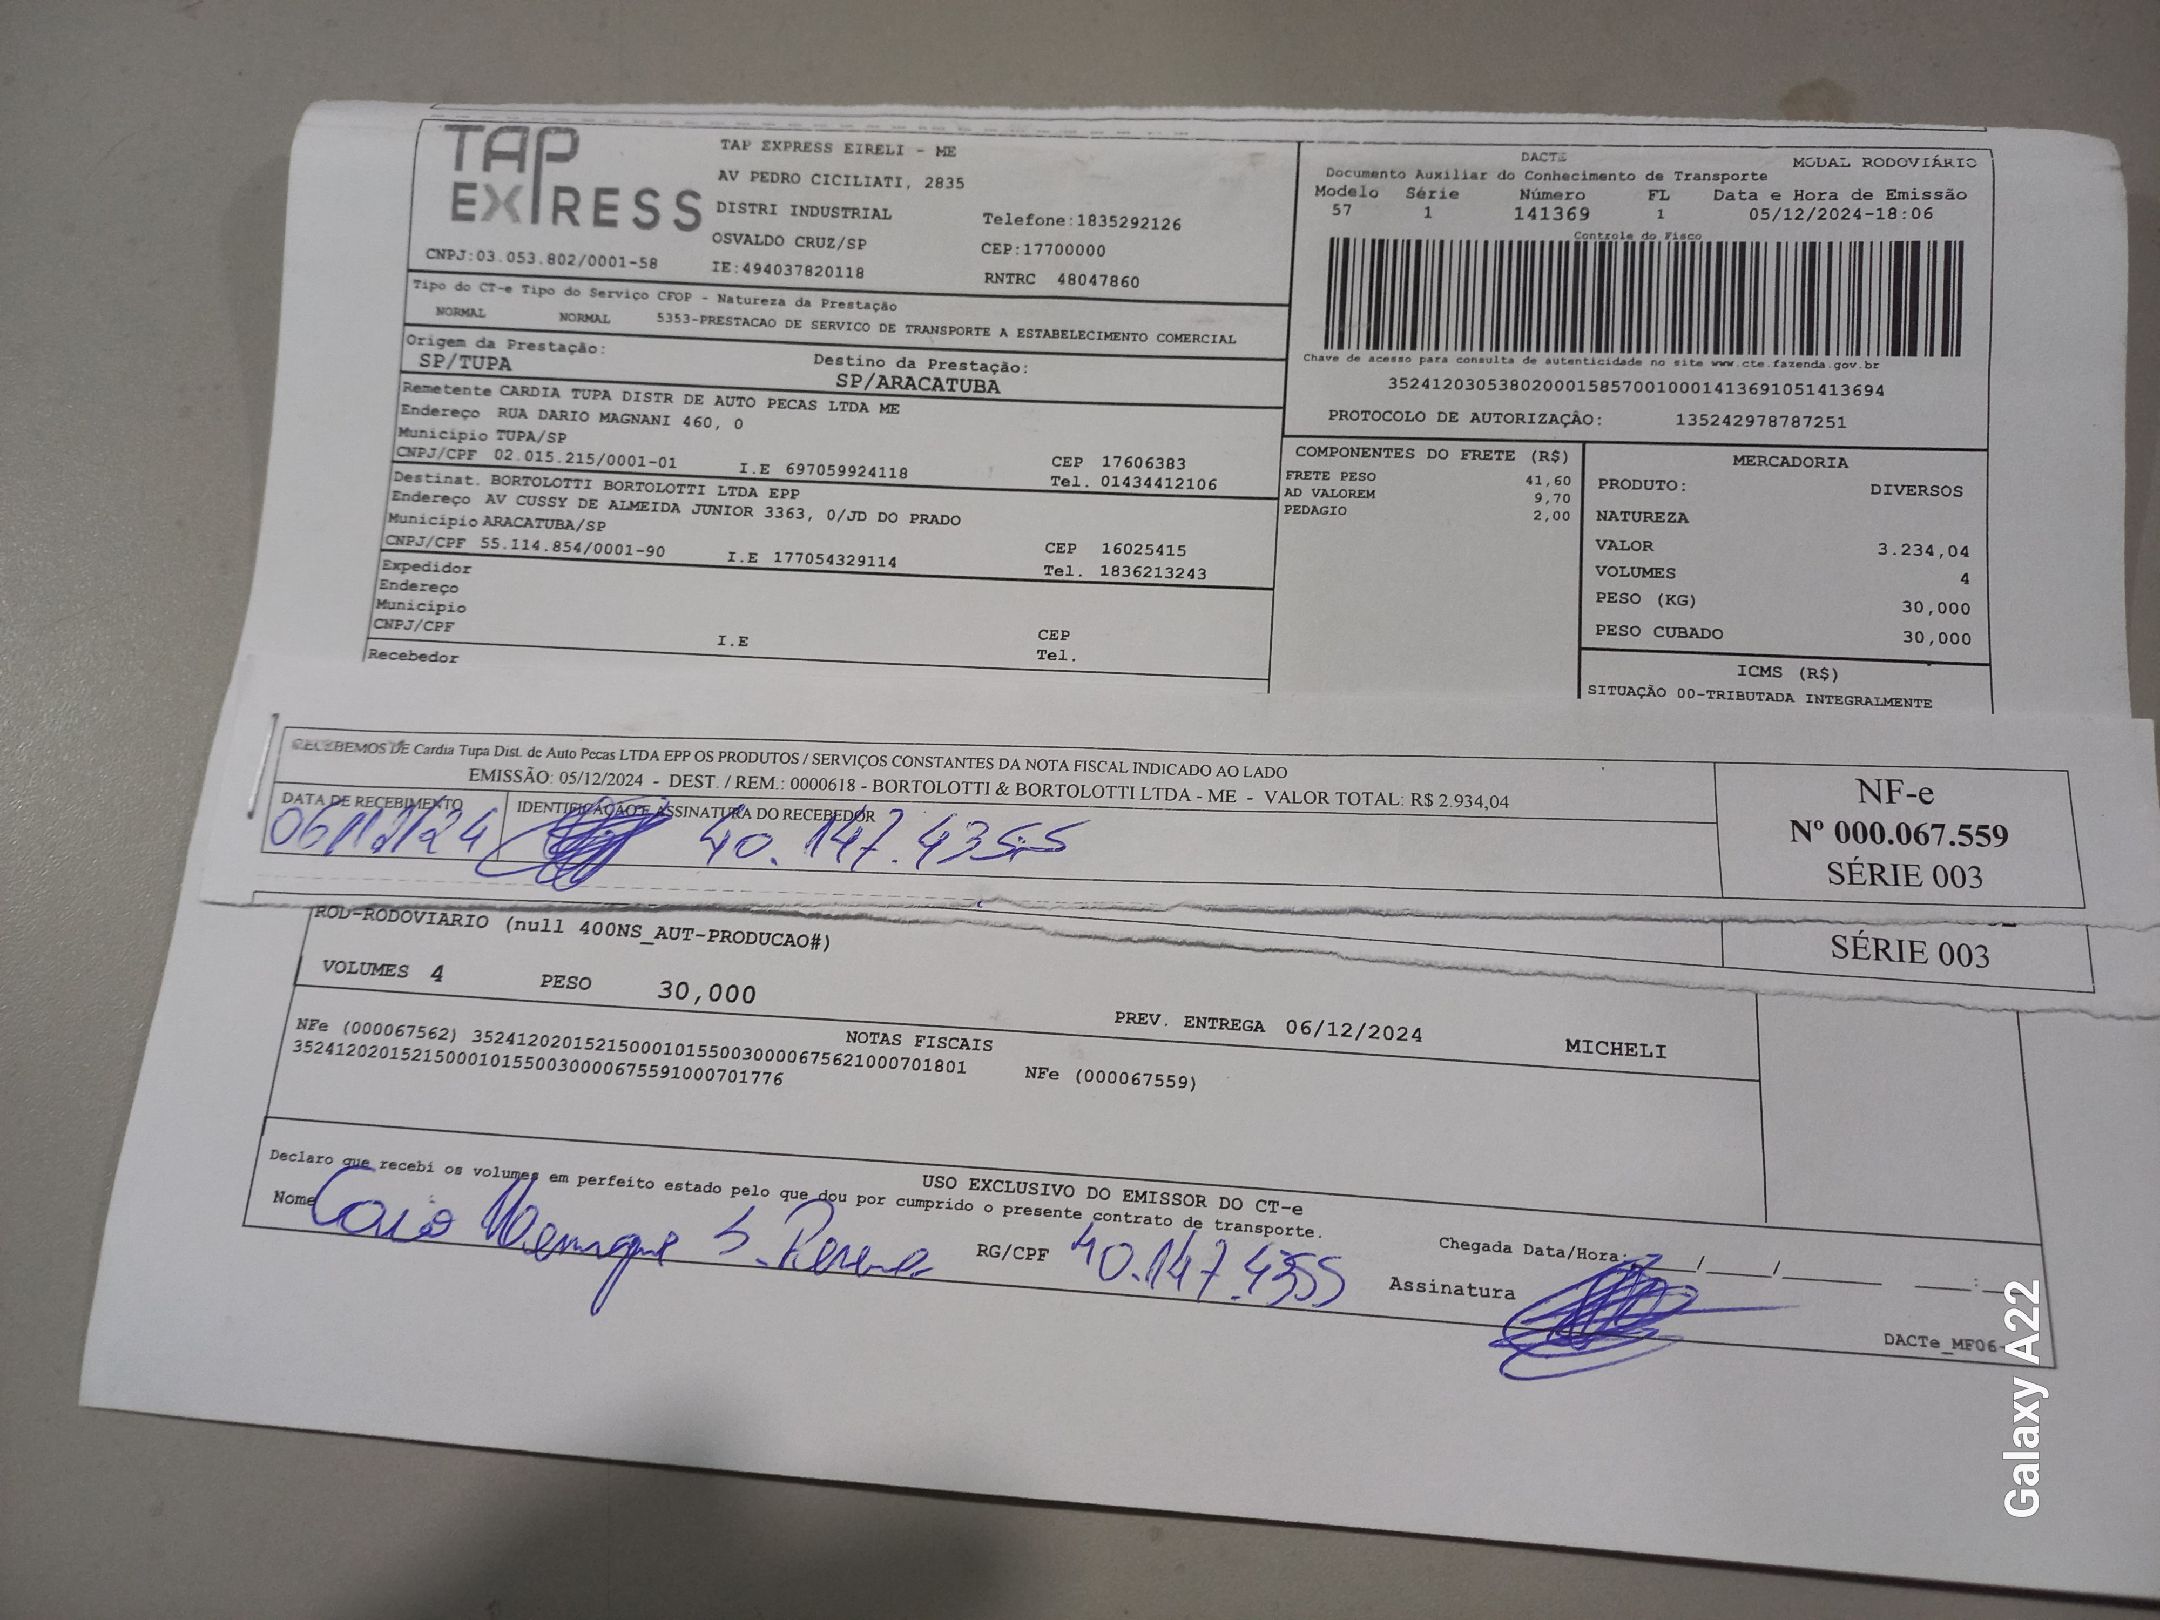 TAP EXPRESS
TAP EXPRESS EIRELI - ME
AV PEDRO CICILIATI, 2835
DISTRI INDUSTRIAL
Telefone:1835292126
OSVALDO CRUZ/SP
CEP:17700000
CNPJ:03.053.802/0001-58
IE:494037820118
RNTRC 48047860
DACTE
MODAL RODOVIÁRIO
Documento Auxiliar do Conhecimento de Transporte
Modelo Série Número FL Data e Hora de Emissão
57 1 141369 1 05/12/2024-18:06
Controle do Fisco
Chave de acesso para consulta de autenticidade no site www.cte.fazenda.gov.br
35241203053802000158570010001413691051413694
PROTOCOLO DE AUTORIZAÇÃO: 135242978787251
Tipo do CT-e Tipo do Serviço CFOP - Natureza da Prestação
NORMAL NORMAL 5353-PRESTACAO DE SERVICO DE TRANSPORTE A ESTABELECIMENTO COMERCIAL
Origem da Prestação: Destino da Prestação:
SP/TUPA SP/ARACATUBA
Remetente CARDIA TUPA DISTR DE AUTO PECAS LTDA ME
Endereço RUA DARIO MAGNANI 460, 0
Municipio TUPA/SP CEP 17606383
CNPJ/CPF 02.015.215/0001-01 I.E 697059924118 Tel. 01434412106
Destinat. BORTOLOTTI BORTOLOTTI LTDA EPP
Endereço AV CUSSY DE ALMEIDA JUNIOR 3363, 0/JD DO PRADO
Municipio ARACATUBA/SP CEP 16025415
CNPJ/CPF 55.114.854/0001-90 I.E 177054329114 Tel. 1836213243
Expedidor
Endereço
Municipio CEP
CNPJ/CPF I.E Tel.
Recebedor
COMPONENTES DO FRETE (R$)
FRETE PESO 41,60
AD VALOREM 9,70
PEDAGIO 2,00
MERCADORIA
PRODUTO: DIVERSOS
NATUREZA
VALOR 3.234,04
VOLUMES 4
PESO (KG) 30,000
PESO CUBADO 30,000
ICMS (R$)
SITUAÇÃO 00-TRIBUTADA INTEGRALMENTE
RECEBEMOS DE Cardia Tupa Dist. de Auto Pecas LTDA EPP OS PRODUTOS / SERVIÇOS CONSTANTES DA NOTA FISCAL INDICADO AO LADO
EMISSÃO: 05/12/2024 - DEST. / REM.: 0000618 - BORTOLOTTI & BORTOLOTTI LTDA - ME - VALOR TOTAL: R$ 2.934,04
DATA DE RECEBIMENTO IDENTIFICAÇÃO E ASSINATURA DO RECEBEDOR
06/12/24 40.147.4355
NF-e
Nº 000.067.559
SÉRIE 003
SÉRIE 003
ROD-RODOVIARIO (null 400NS_AUT-PRODUCAO#)
VOLUMES 4 PESO 30,000 PREV. ENTREGA 06/12/2024 MICHELI
NOTAS FISCAIS
NFe (000067562) 35241202015215000101550030000675621000701801 NFe (000067559)
35241202015215000101550030000675591000701776
USO EXCLUSIVO DO EMISSOR DO CT-e
Declaro que recebi os volumes em perfeito estado pelo que dou por cumprido o presente contrato de transporte.
Nome Caio Henrique S. Pereira RG/CPF 40.147.4355 Chegada Data/Hora: / / :
Assinatura
DACTe_MF06-
Galaxy A22